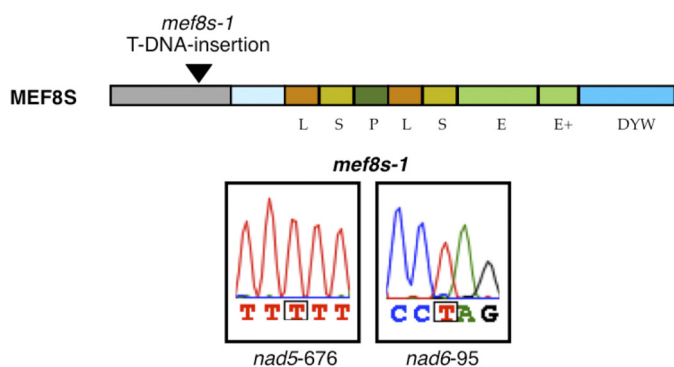 mef8s-1
T-DNA-insertion
MEF8S
L S P L S E E+ DYW
mef8s-1
T T T T T
C C T A G
nad5-676
nad6-95